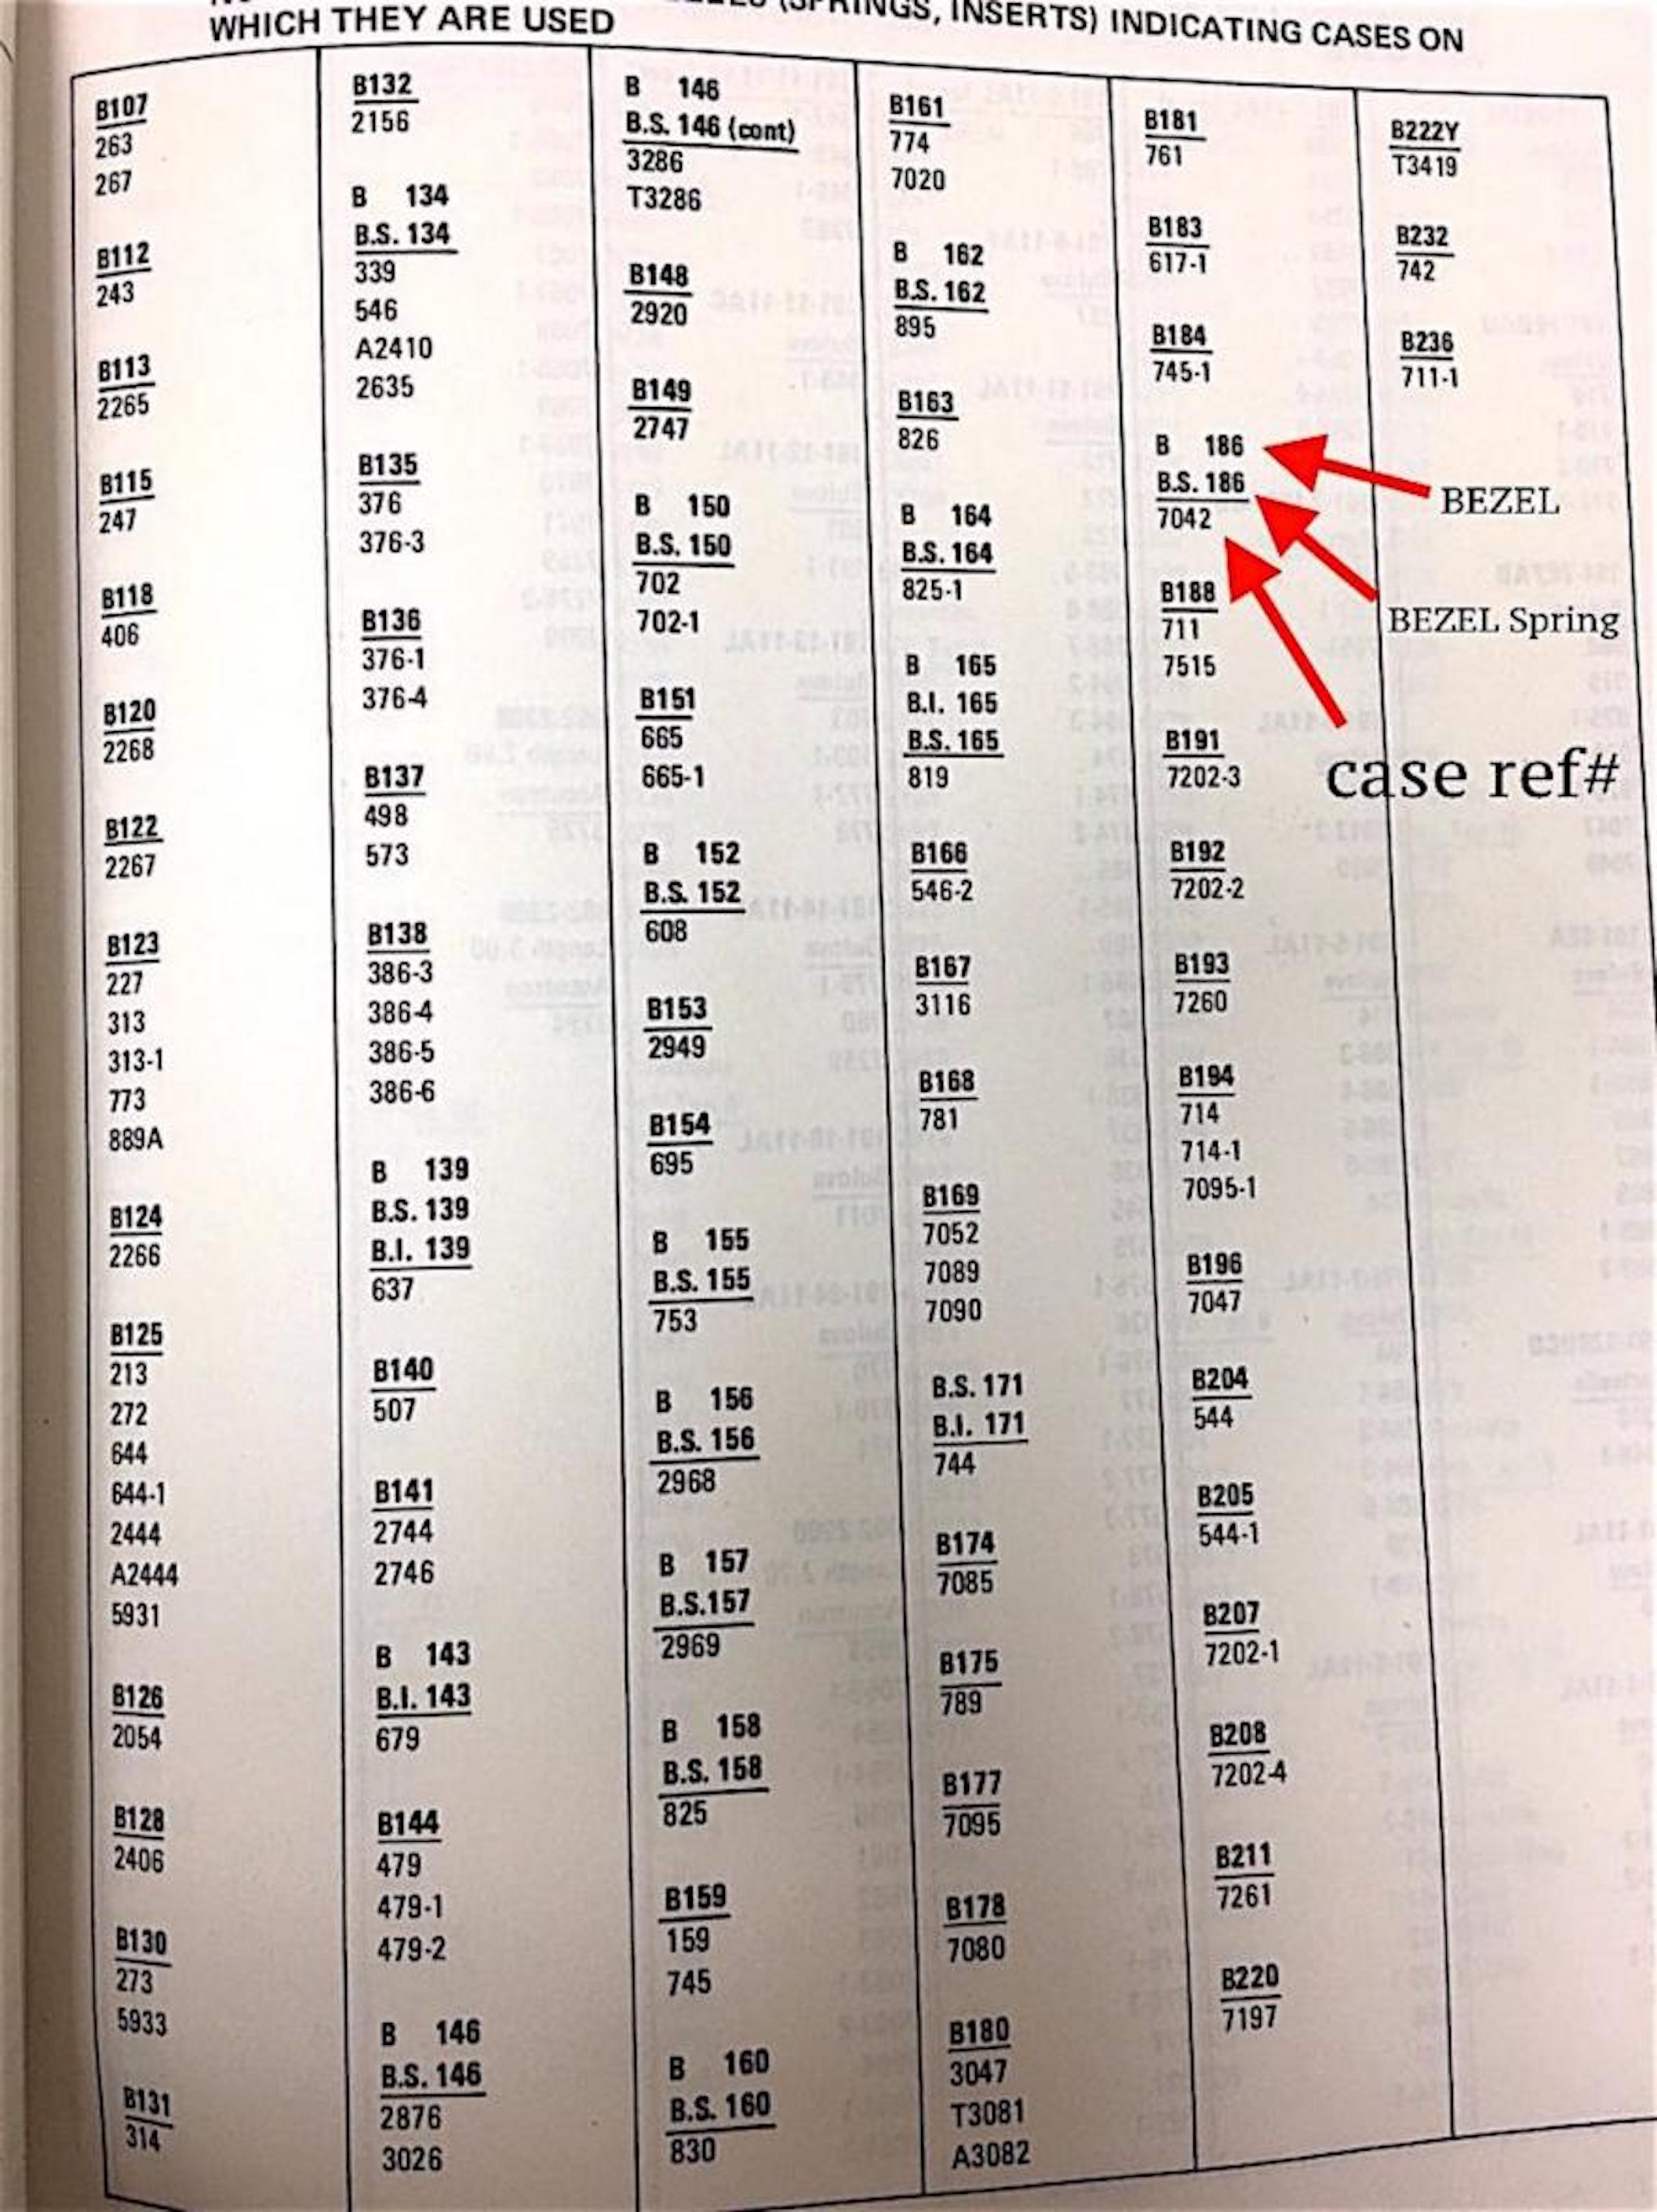 (SPRINGS, INSERTS) INDICATING CASES ON
WHICH THEY ARE USED
B107
263
267
B112
243
B113
2265
B115
247
B118
406
B120
2268
B122
2267
B123
227
313
313-1
773
889A
B124
2266
B125
213
272
644
644-1
2444
A2444
5931
B126
2054
B128
2406
B130
273
5933
B131
314
B132
2156
B 134
B.S. 134
339
546
A2410
2635
B135
376
376-3
B136
376-1
376-4
B137
498
573
B138
386-3
386-4
386-5
386-6
B 139
B.S. 139
B.I. 139
637
B140
507
B141
2744
2746
B 143
B.I. 143
679
B144
479
479-1
479-2
B 146
B.S. 146
2876
3026
B 146
B.S. 146 (cont)
3286
T3286
B148
2920
B149
2747
B 150
B.S. 150
702
702-1
B151
665
665-1
B 152
B.S. 152
608
B153
2949
B154
695
B 155
B.S. 155
753
B 156
B.S. 156
2968
B 157
B.S.157
2969
B 158
B.S. 158
825
B159
159
745
B 160
B.S. 160
830
B161
774
7020
B 162
B.S. 162
895
B163
826
B 164
B.S. 164
825-1
B 165
B.I. 165
B.S. 165
819
B166
546-2
B167
3116
B168
781
B169
7052
7089
7090
B.S. 171
B.I. 171
744
B174
7085
B175
789
B177
7095
B178
7080
B180
3047
T3081
A3082
B181
761
B183
617-1
B184
745-1
B 186
B.S. 186
7042
B188
711
7515
B191
7202-3
B192
7202-2
B193
7260
B194
714
714-1
7095-1
B196
7047
B204
544
B205
544-1
B207
7202-1
B208
7202-4
B211
7261
B220
7197
B222Y
T3419
B232
742
B236
711-1
BEZEL
BEZEL Spring
case ref#